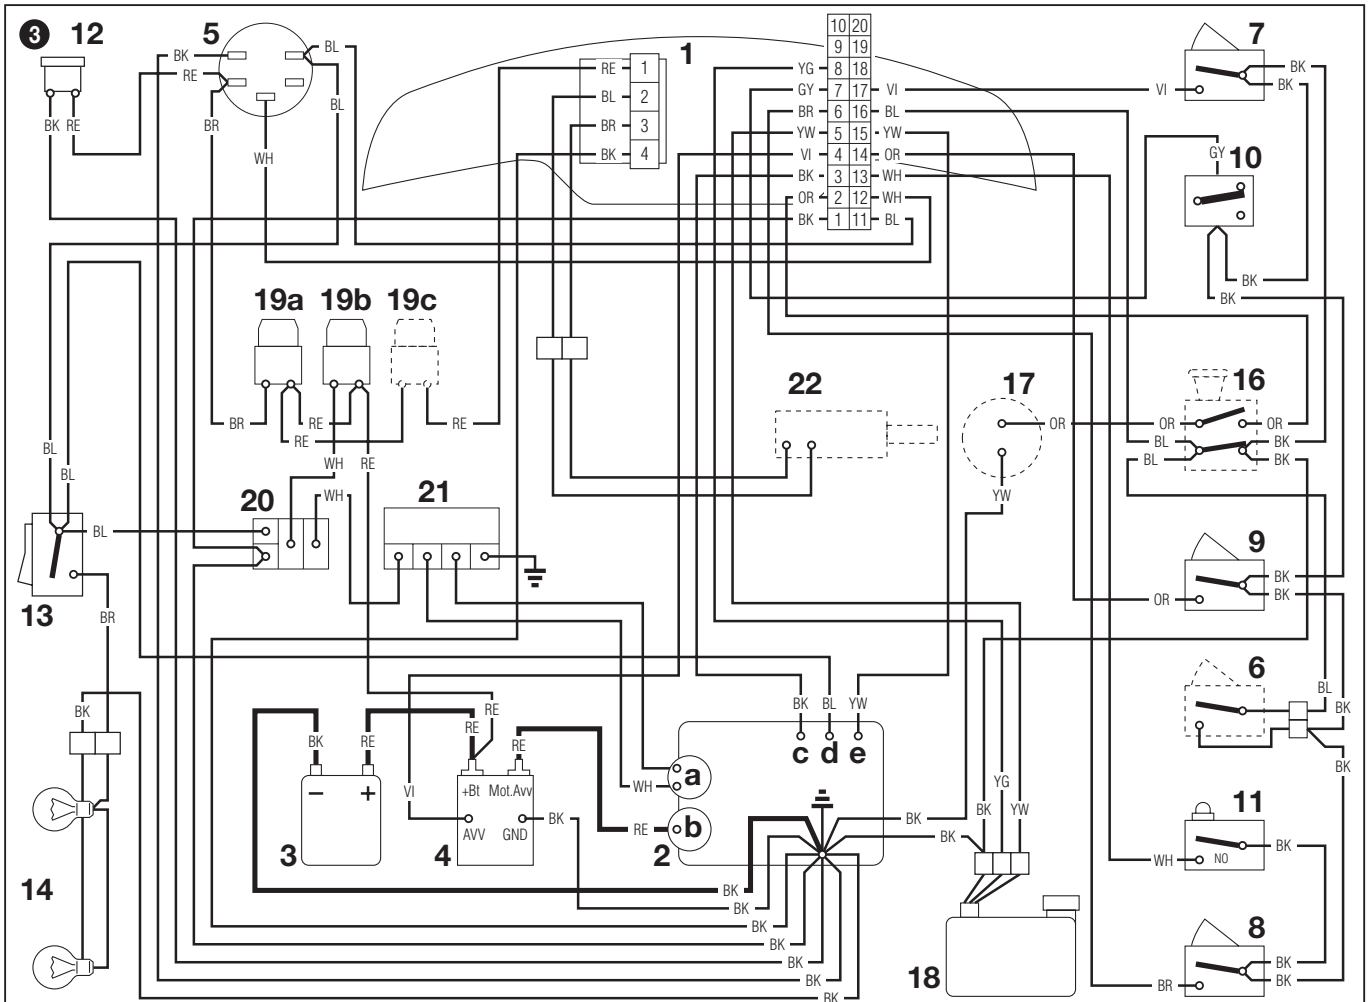 3 12 5 1 7
BK BL
RE
BK RE
BR
WH
BL
RE 1
BL 2
BR 3
BK 4
10 20
9 19
YG 8 18
GY 7 17 VI
BR 6 16 BL
YW 5 15 YW
VI 4 14 OR
BK 3 13 WH
OR 2 12 WH
BK 1 11 BL
VI BK
BK
GY 10
BK
BK
19a 19b 19c
BR RE RE
RE
WH RE
22 17 16
OR OR OR
BL BK
BL BK
YW
BL
BL
20 WH 21
BL
13
BR
9
BK
BK
OR
6
BL
BK
BK
BK
BK RE RE RE RE
BK BL YW
c d e
a
WH
RE b
2
- +
3
+Bt Mot.Avv
AVV GND
4
VI
BK
BK
BK
BK YG YW
11
BK
WH NO
14
BK
BK
BK
BK
BK
BK
BK
18
8
BK
BR BK